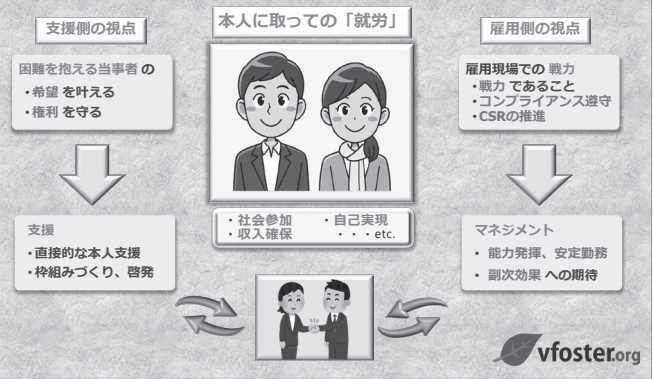 支援側の視点
困難を抱える当事者 の
・希望 を叶える
・権利 を守る
支援
・直接的な本人支援
・枠組みづくり、啓発
本人に取っての「就労」
・社会参加 ・自己実現
・収入確保 ・・・etc.
雇用側の視点
雇用現場での 戦力
・戦力 であること
・コンプライアンス遵守
・CSRの推進
マネジメント
・ 能力発揮、安定勤務
・ 副次効果 への期待
vfoster.org